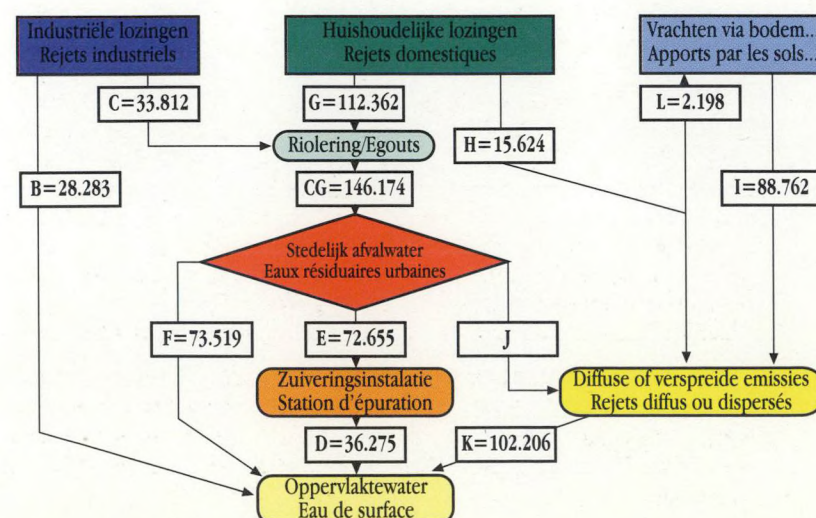 Industriële lozingen
Rejets industriels
Huishoudelijke lozingen
Rejets domestiques
Vrachten via bodem...
Apports par les sols...
C=33.812
G=112.362
L=2.198
Riolering/Egouts
H=15.624
B=28.283
CG=146.174
I=88.762
Stedelijk afvalwater
Eaux résiduaires urbaines
F=73.519
E=72.655
J
Zuiveringsinstalatie
Station d'épuration
Diffuse of verspreide emissies
Rejets diffus ou dispersés
D=36.275
K=102.206
Oppervlaktewater
Eau de surface